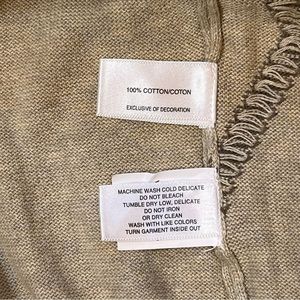 100% COTTON/COTON
EXCLUSIVE OF DECORATION
MACHINE WASH COLD DELICATE
DO NOT BLEACH
TUMBLE DRY LOW, DELICATE
DO NOT IRON
OR DRY CLEAN
WASH WITH LIKE COLORS
TURN GARMENT INSIDE OUT